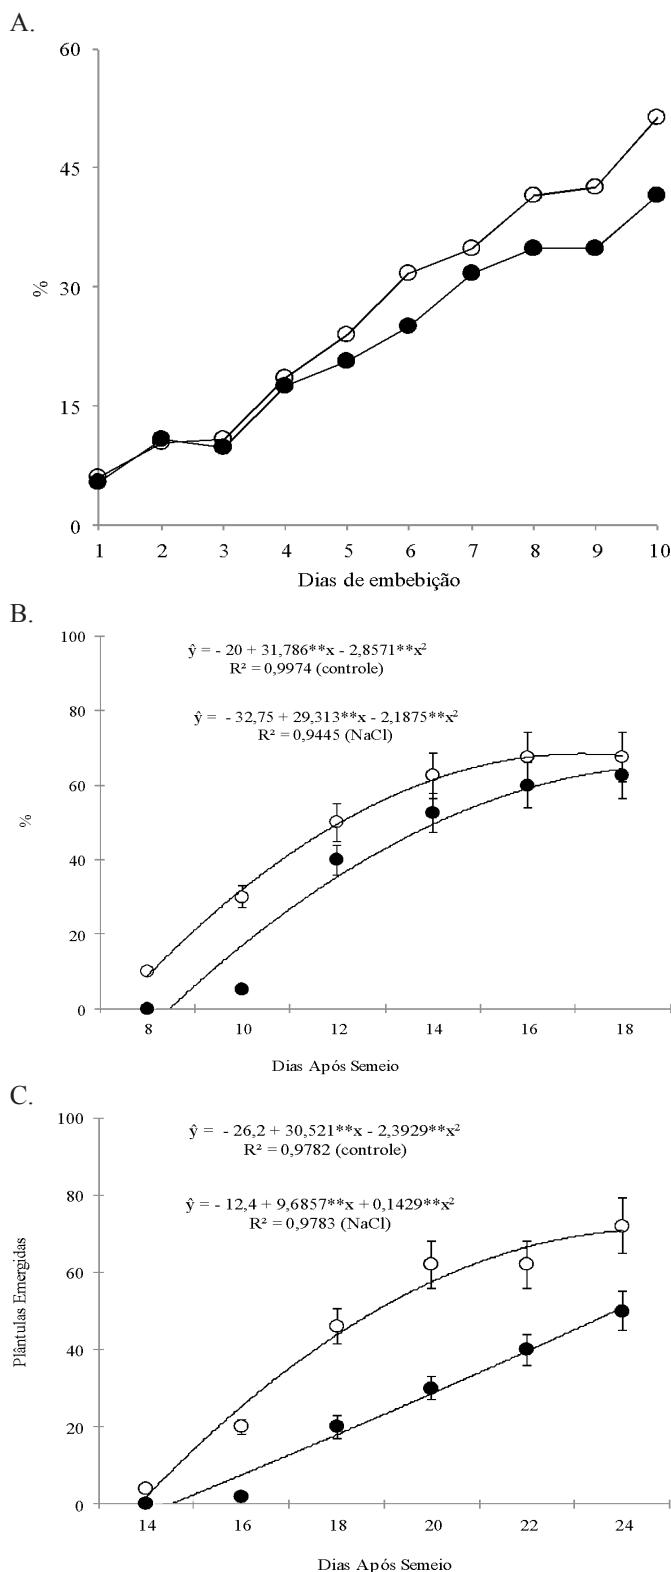 A.
60
45
30
15
0
%
1 2 3 4 5 6 7 8 9 10
Dias de embebição
B.
100
80
60
40
20
0
%
ŷ = - 20 + 31,786**x - 2,8571**x²
R² = 0,9974 (controle)
ŷ = - 32,75 + 29,313**x - 2,1875**x²
R² = 0,9445 (NaCl)
8 10 12 14 16 18
Dias Após Semeio
C.
100
80
60
40
20
0
Plântulas Emergidas
ŷ = - 26,2 + 30,521**x - 2,3929**x²
R² = 0,9782 (controle)
ŷ = - 12,4 + 9,6857**x + 0,1429**x²
R² = 0,9783 (NaCl)
14 16 18 20 22 24
Dias Após Semeio